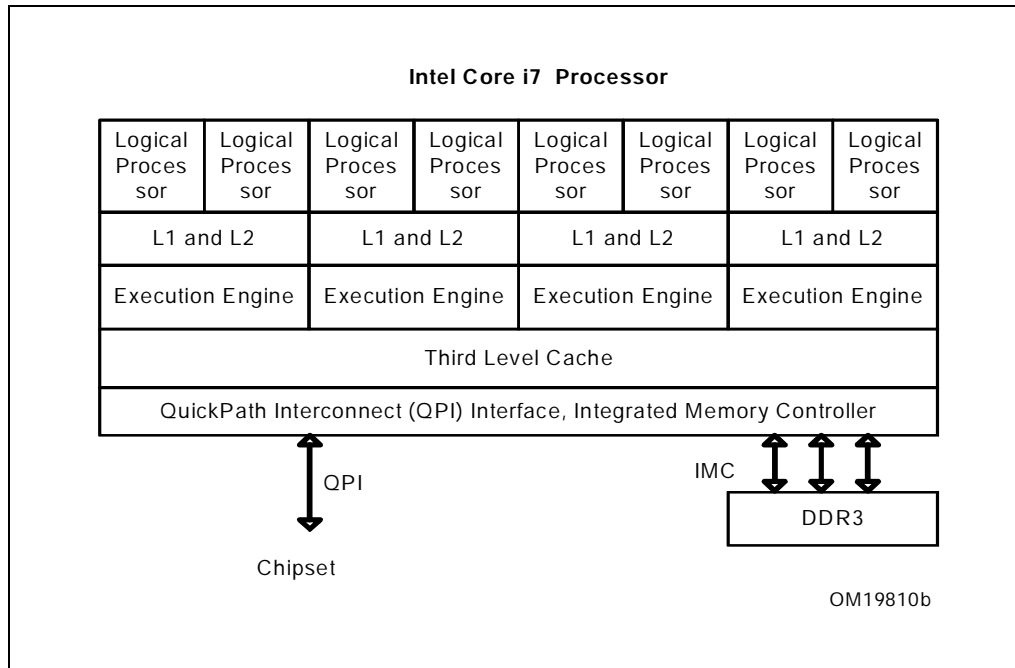 Intel Core i7 Processor
Logical Logical Logical Logical Logical Logical Logical Logical
Proces Proces Proces Proces Proces Proces Proces Proces
sor sor sor sor sor sor sor sor
L1 and L2 L1 and L2 L1 and L2 L1 and L2
Execution Engine Execution Engine Execution Engine Execution Engine
Third Level Cache
QuickPath Interconnect (QPI) Interface, Integrated Memory Controller
QPI
IMC
DDR3
Chipset
OM19810b